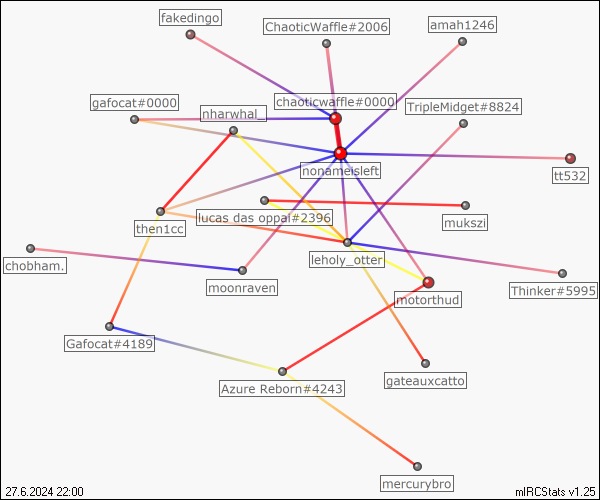 fakedingo
ChaoticWaffle#2006
amah1246
gafocat#0000
nharwhal_
chaoticwaffle#0000
TripleMidget#8824
nonameisleft
tt532
then1cc
lucas das oppai#2396
mukszi
leholy_otter
chobham.
moonraven
motorthud
Thinker#5995
Gafocat#4189
Azure Reborn#4243
gateauxcatto
mercurybro
27.6.2024 22:00
mIRCStats v1.25